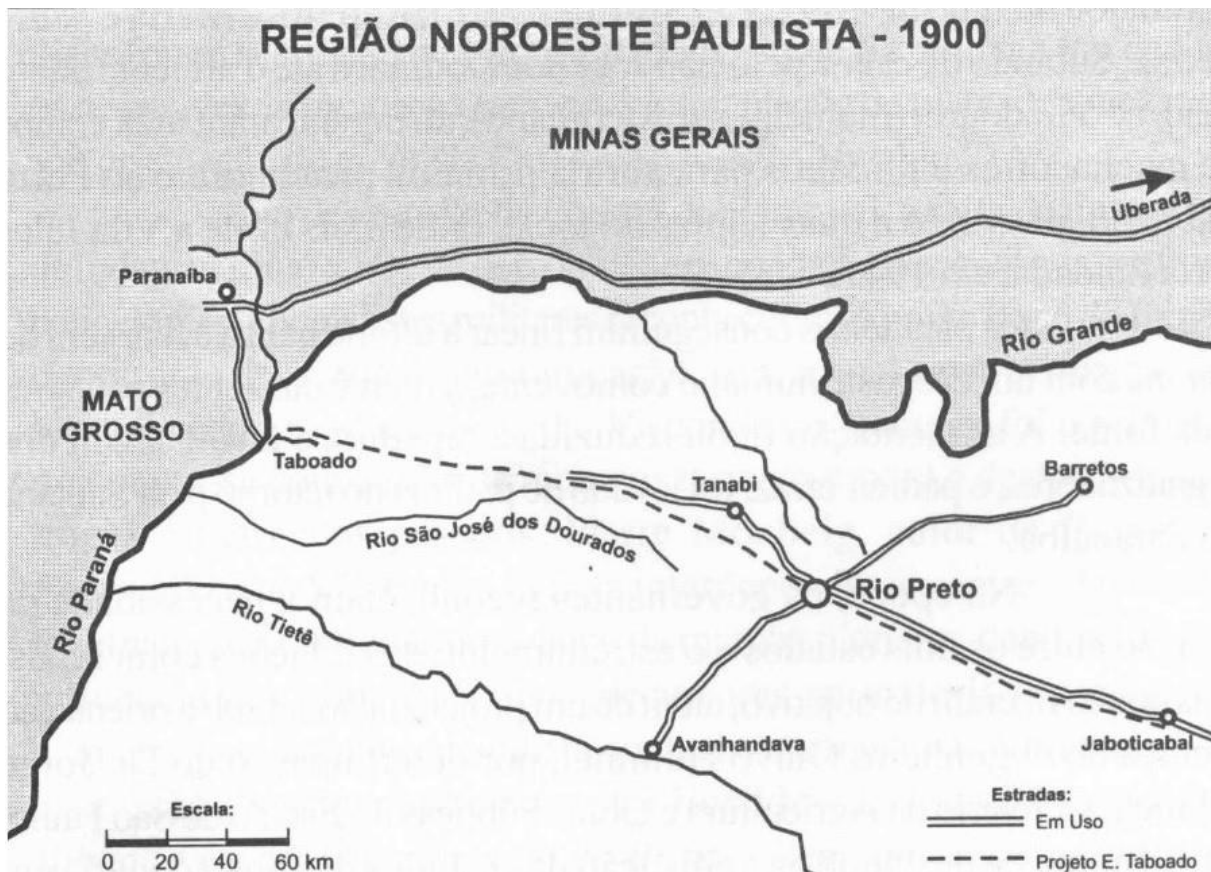 REGIÃO NOROESTE PAULISTA - 1900
MINAS GERAIS
Uberada
Paranaíba
Rio Grande
MATO
GROSSO
Taboado
Tanabi
Barretos
Rio São José dos Dourados
Rio Preto
Rio Paraná
Rio Tietê
Avanhandava
Jaboticabal
Escala:
0 20 40 60 km
Estradas:
Em Uso
Projeto E. Taboado